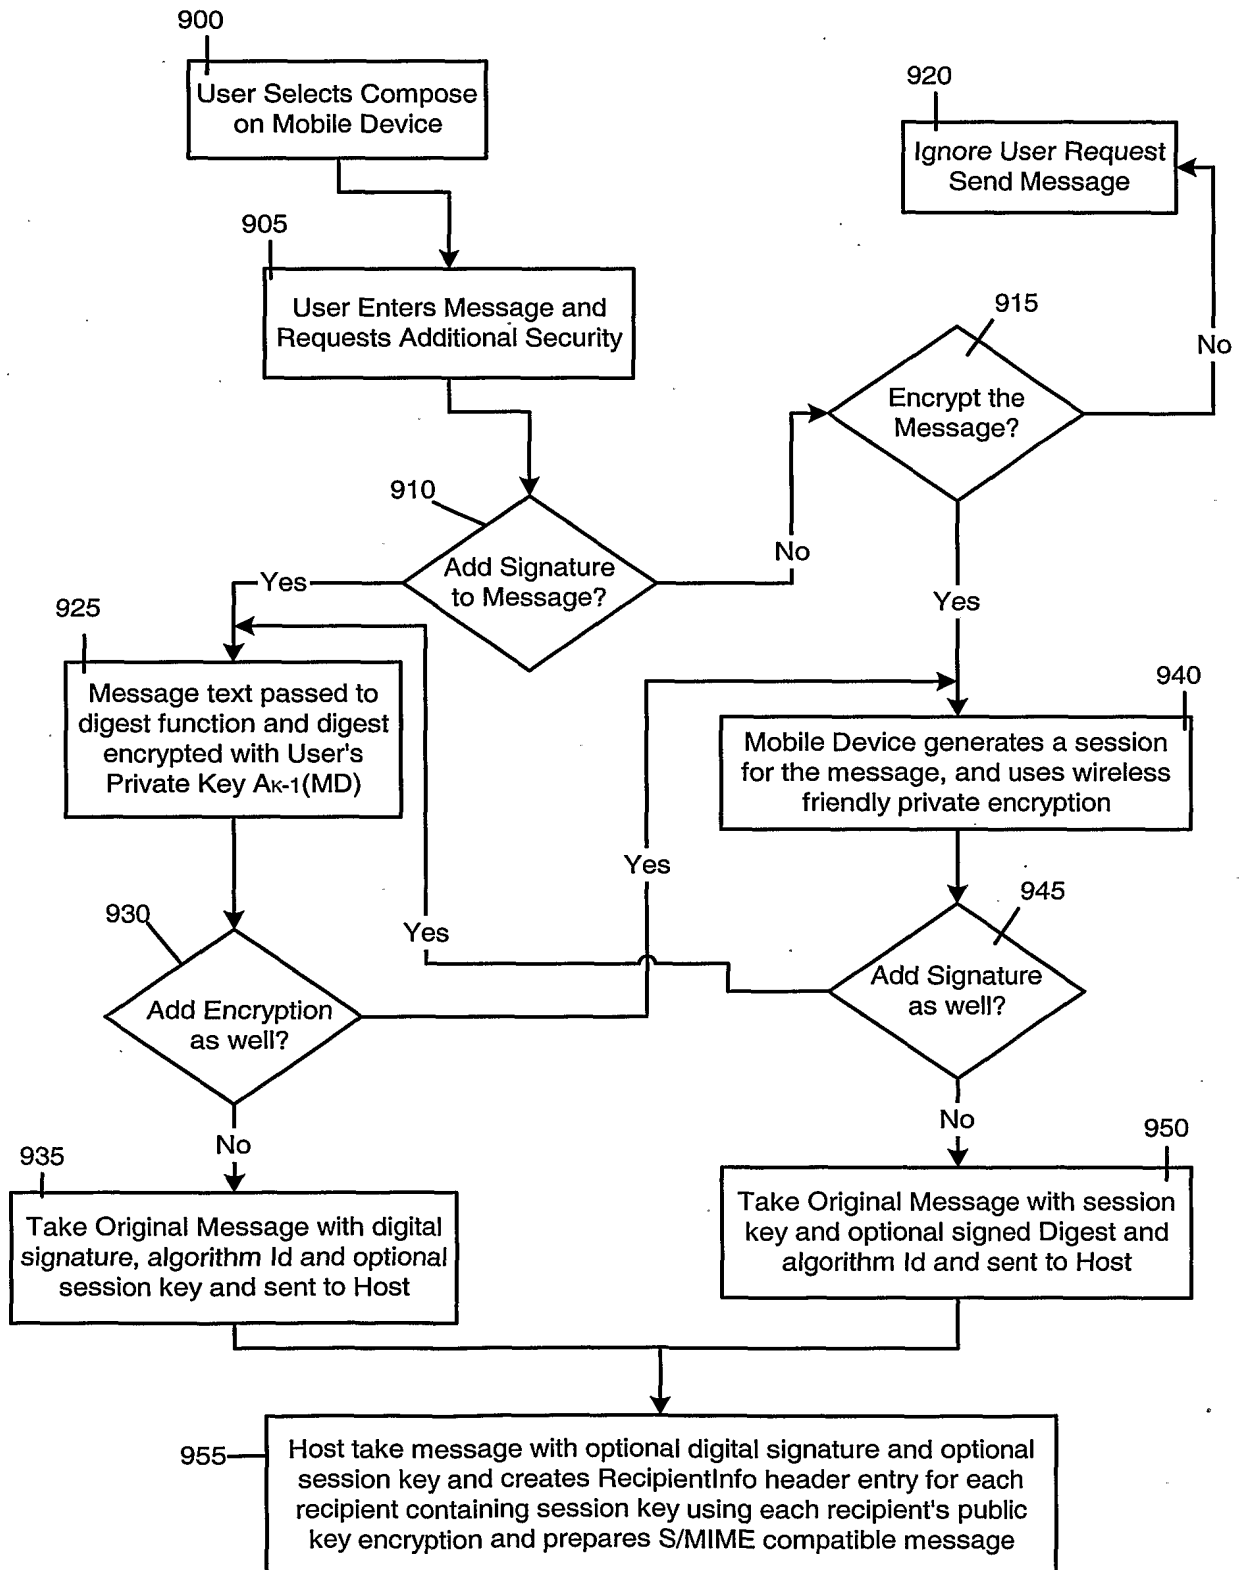 900
User Selects Compose
on Mobile Device
920
Ignore User Request
Send Message
905
User Enters Message and
Requests Additional Security
915
Encrypt the
Message?
No
910
Add Signature
to Message?
No
Yes
Yes
925
Message text passed to
digest function and digest
encrypted with User's
Private Key AK-1(MD)
940
Mobile Device generates a session
for the message, and uses wireless
friendly private encryption
Yes
930
Add Encryption
as well?
Yes
945
Add Signature
as well?
No
No
935
Take Original Message with digital
signature, algorithm Id and optional
session key and sent to Host
950
Take Original Message with session
key and optional signed Digest and
algorithm Id and sent to Host
955
Host take message with optional digital signature and optional
session key and creates RecipientInfo header entry for each
recipient containing session key using each recipient's public
key encryption and prepares S/MIME compatible message